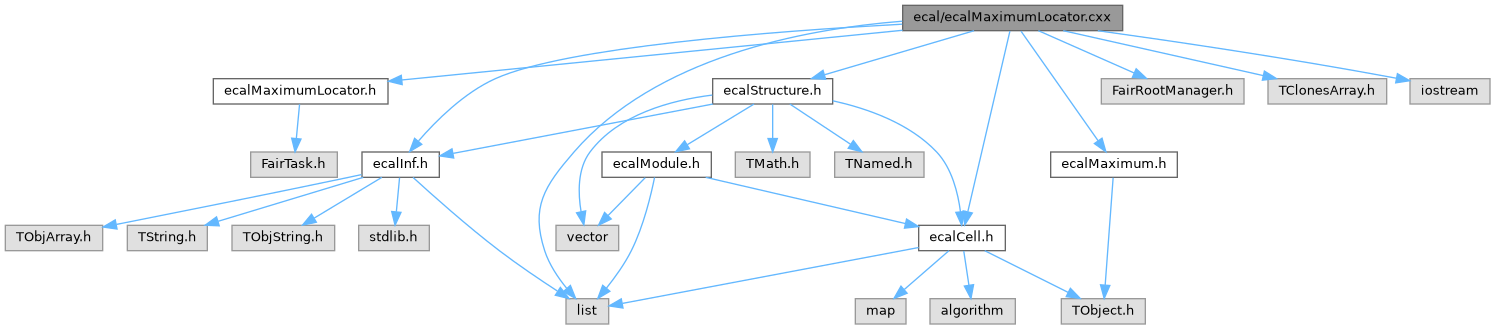 ecal/ecalMaximumLocator.cxx
ecalMaximumLocator.h
ecalStructure.h
FairRootManager.h
TClonesArray.h
iostream
FairTask.h
ecalInf.h
ecalModule.h
TMath.h
TNamed.h
ecalMaximum.h
TObjArray.h
TString.h
TObjString.h
stdlib.h
vector
ecalCell.h
list
map
algorithm
TObject.h